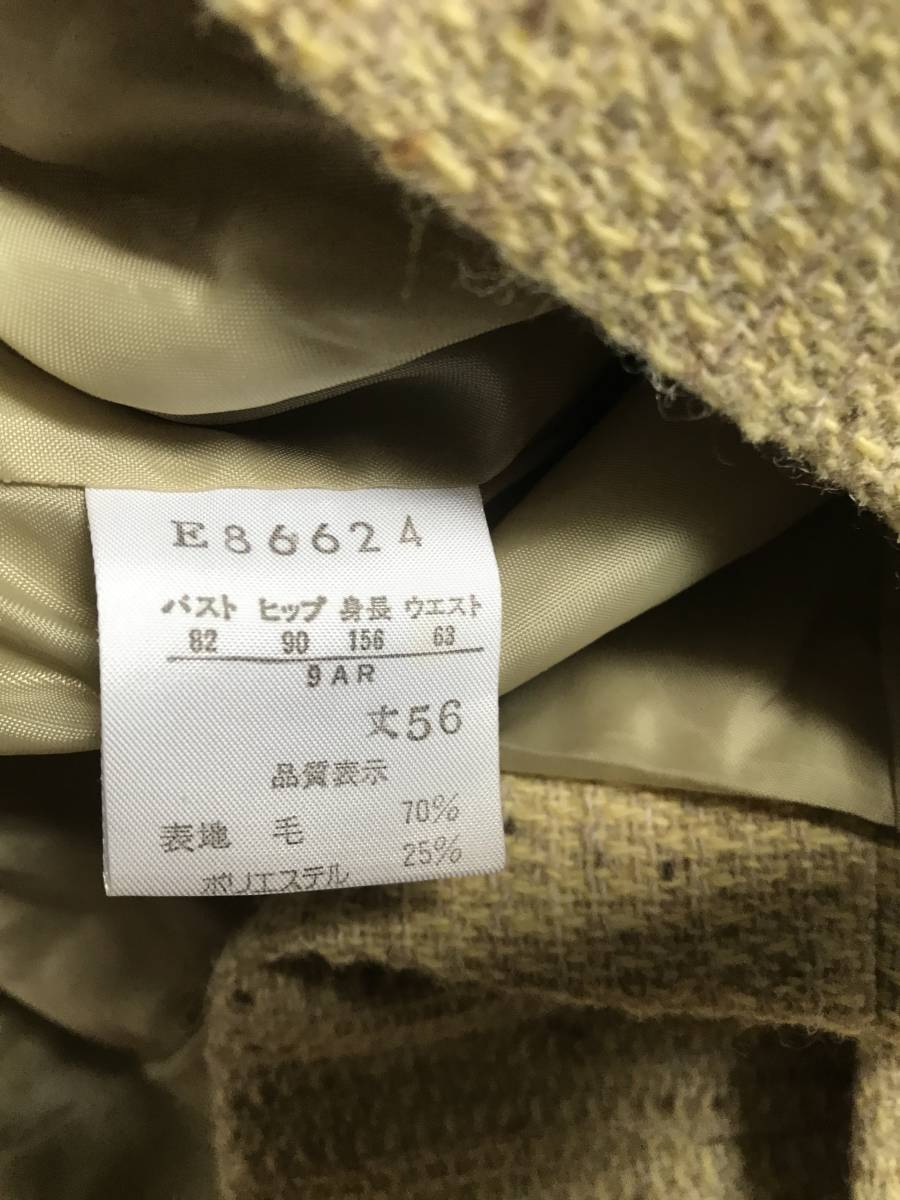 E86624
バスト ヒップ 身長 ウエスト
82 90 156 63
9AR
丈56
品質表示
表地 毛 70%
ポリエステル 25%